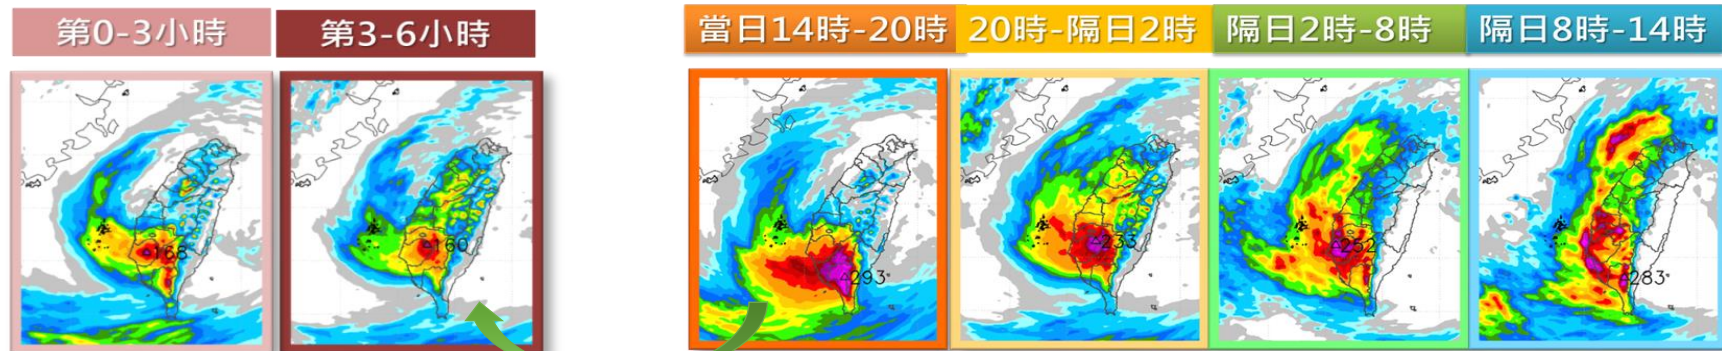 第0-3小時
第3-6小時
當日14時-20時
20時-隔日2時
隔日2時-8時
隔日8時-14時
168
160
293
233
252
283